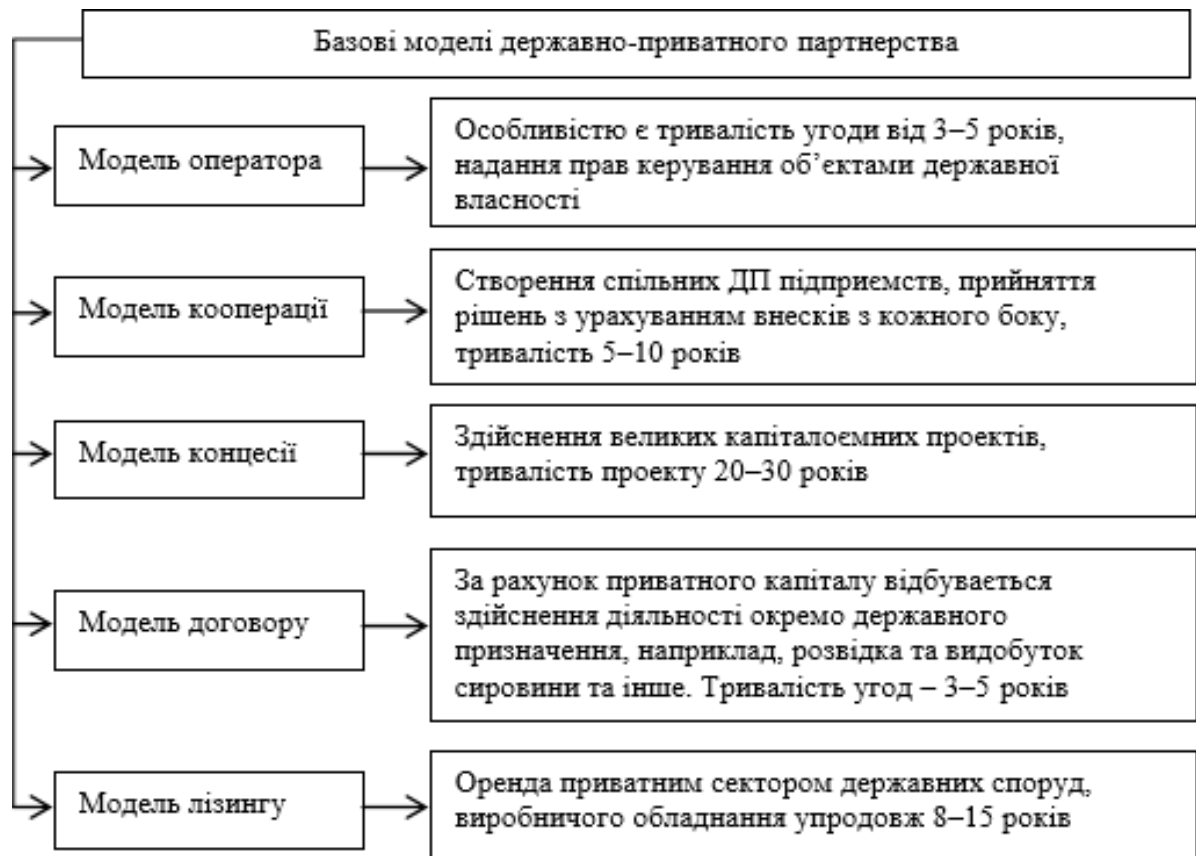 Базові моделі державно-приватного партнерства
Модель оператора
Особливістю є тривалість угоди від 3–5 років,
надання прав керування об’єктами державної
власності
Модель кооперації
Створення спільних ДП підприємств, прийняття
рішень з урахуванням внесків з кожного боку,
тривалість 5–10 років
Модель концесії
Здійснення великих капіталоємних проектів,
тривалість проекту 20–30 років
Модель договору
За рахунок приватного капіталу відбувається
здійснення діяльності окремо державного
призначення, наприклад, розвідка та видобуток
сировини та інше. Тривалість угод – 3–5 років
Модель лізингу
Оренда приватним сектором державних споруд,
виробничого обладнання упродовж 8–15 років